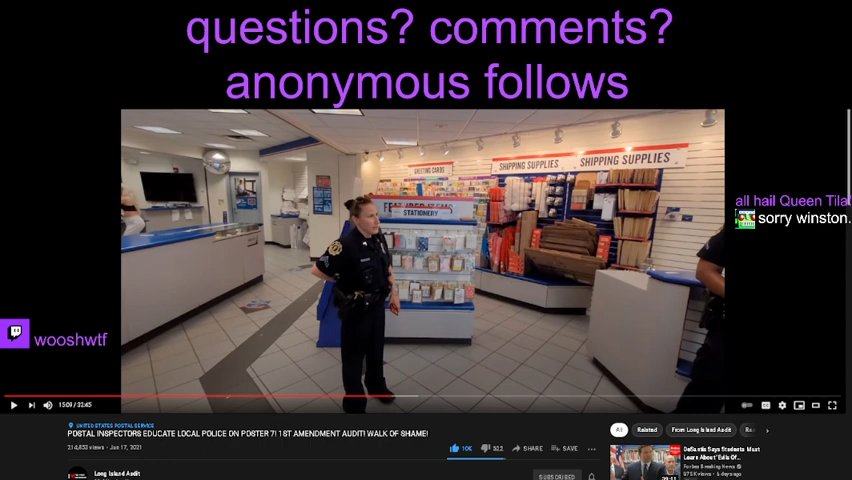 questions? comments?
anonymous follows
GREETING CARDS
SHIPPING SUPPLIES
SHIPPING SUPPLIES
STATIONERY
all hail Queen Tila
sorry winston.
wooshwtf
15:09 / 32:45
UNITED STATES POSTAL SERVICE
POSTAL INSPECTORS EDUCATE LOCAL POLICE ON POSTER 7! 1ST AMENDMENT AUDIT! WALK OF SHAME!
214,853 views • Jun 17, 2021
10K
522
SHARE
SAVE
All
Related
From Long Island Audit
DeSantis Says Students Must
Learn About 'Evils Of...
Forbes Breaking News
Long Island Audit
SUBSCRIBED